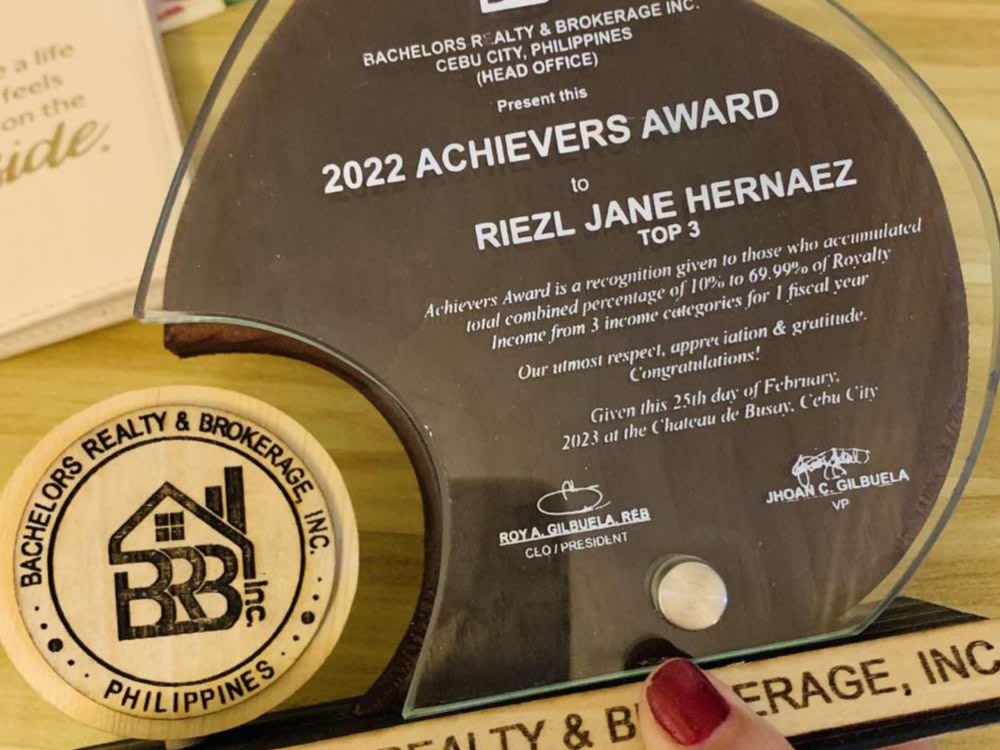 BACHELORS REALTY & BROKERAGE INC.
CEBU CITY, PHILIPPINES
(HEAD OFFICE)
Present this
2022 ACHIEVERS AWARD
to
RIEZL JANE HERNAEZ
TOP 3
Achievers Award is a recognition given to those who accumulated
total combined percentage of 10% to 69.99% of Royalty
Income from 3 income categories for 1 fiscal year
Our utmost respect, appreciation & gratitude.
Congratulations!
Given this 25th day of February,
2023 at the Chateau de Busay, Cebu City
ROY A. GILBUELA, REB
CEO / PRESIDENT
JHOAN C. GILBUELA
VP
BACHELORS REALTY & BROKERAGE, INC.
BRB Inc.
PHILIPPINES
REALTY & B ERAGE, INC
e a life
feels
on the
side.